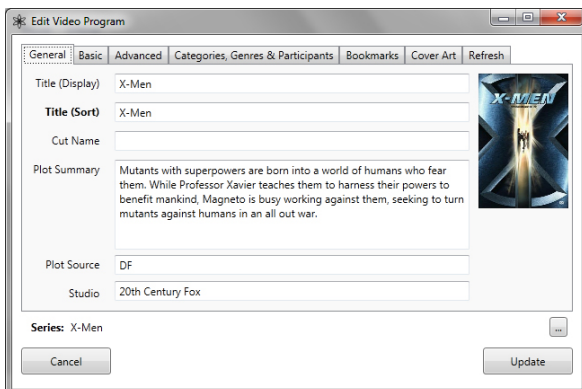 Edit Video Program
General Basic Advanced Categories, Genres & Participants Bookmarks Cover Art Refresh
Title (Display) X-Men
Title (Sort) X-Men
Cut Name
Plot Summary Mutants with superpowers are born into a world of humans who fear
them. While Professor Xavier teaches them to harness their powers to
benefit mankind, Magneto is busy working against them, seeking to turn
mutants against humans in an all out war.
X-MEN
Plot Source DF
Studio 20th Century Fox
Series: X-Men ...
Cancel Update